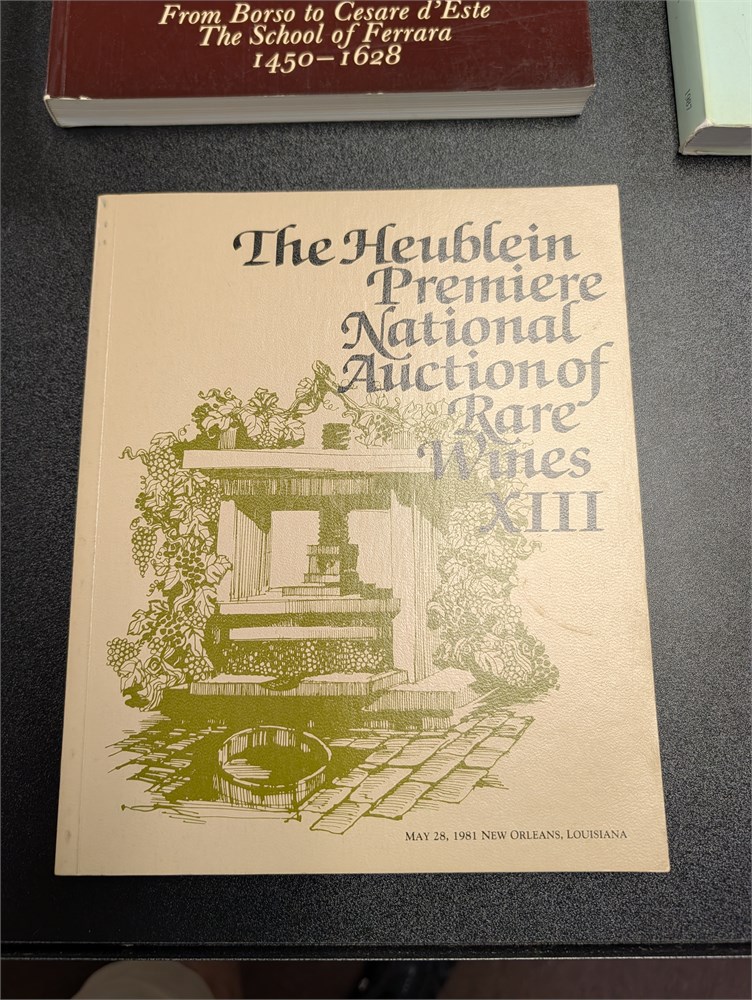 From Borso to Cesare d'Este
The School of Ferrara
1450–1628
The Heublein
Premiere
National
Auction of
Rare
Wines
XIII
MAY 28, 1981 NEW ORLEANS, LOUISIANA